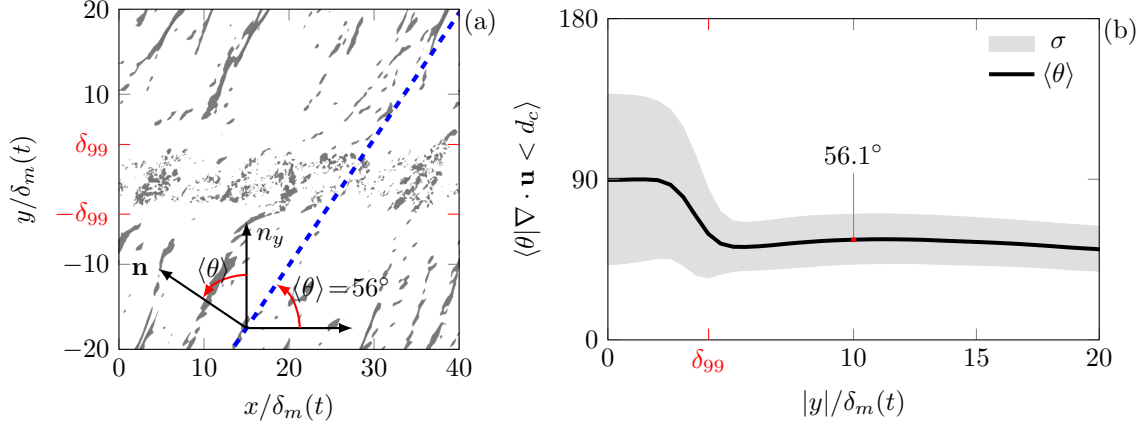 (a)
20
10
δ99
−δ99
−10
−20
y/δm(t)
n
⟨θ⟩
ny
⟨θ⟩ = 56°
0
10
20
30
40
x/δm(t)
(b)
180
90
0
⟨θ|∇ · u < dc⟩
σ
⟨θ⟩
56.1°
0
δ99
10
15
20
|y|/δm(t)